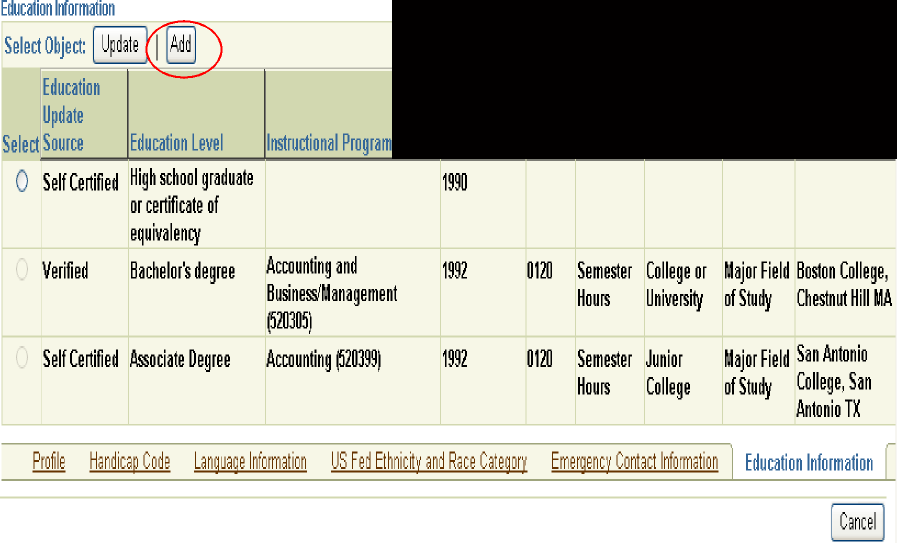 Education Information
Select Object: Update | Add
Education
Update
Select Source Education Level Instructional Program
Self Certified High school graduate 1990
or certificate of
equivalency
Verified Bachelor's degree Accounting and 1992 0120 Semester College or Major Field Boston College,
Business/Management Hours University of Study Chestnut Hill MA
(520305)
Self Certified Associate Degree Accounting (520399) 1992 0120 Semester Junior Major Field San Antonio
Hours College of Study College, San
Antonio TX
Profile Handicap Code Language Information US Fed Ethnicity and Race Category Emergency Contact Information Education Information
Cancel